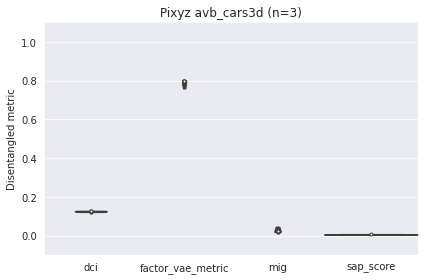 Pixyz avb_cars3d (n=3)
Disentangled metric
1.0
0.8
0.6
0.4
0.2
0.0
dci factor_vae_metric mig sap_score